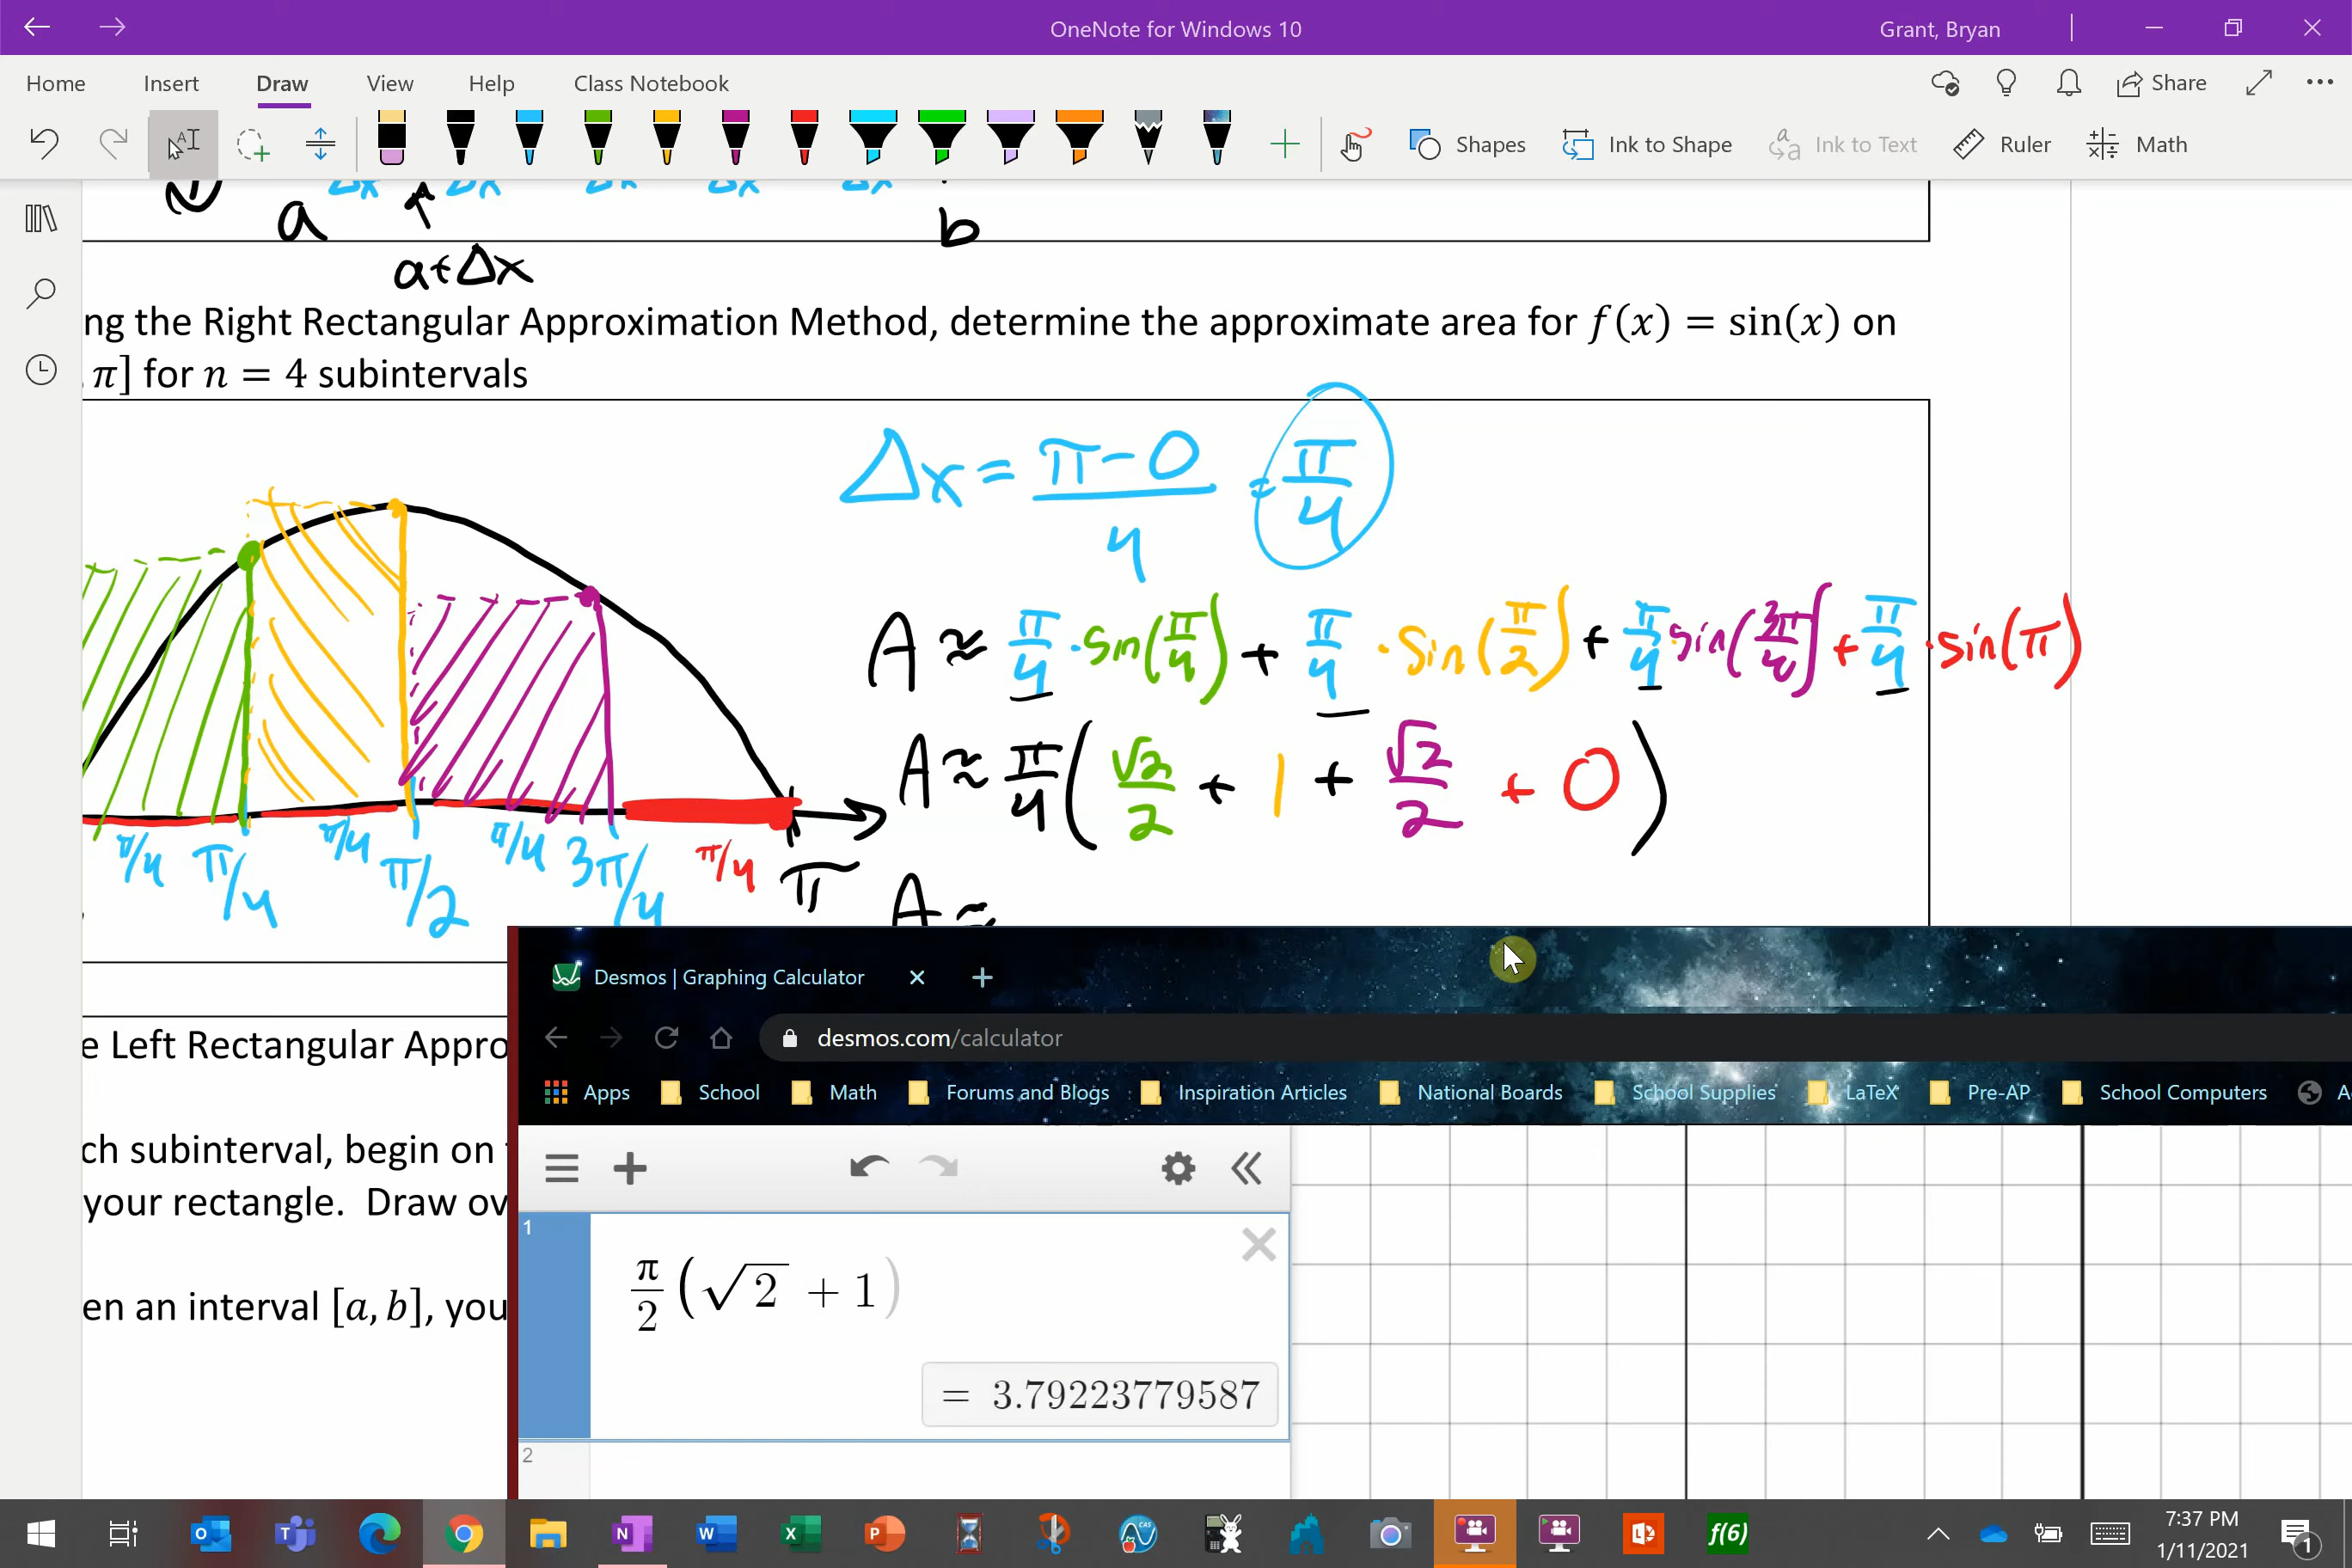 OneNote for Windows 10
Grant, Bryan
Home Insert Draw View Help Class Notebook
Share
Shapes Ink to Shape Ink to Text Ruler Math
Δx Δx Δx Δx Δx
a b
a+Δx
ng the Right Rectangular Approximation Method, determine the approximate area for f(x) = sin(x) on
π] for n = 4 subintervals
Δx = (π-0)/4 = π/4
A ≈ π/4 · sin(π/4) + π/4 · sin(π/2) + π/4 · sin(3π/4) + π/4 · sin(π)
A ≈ π/4 (√2/2 + 1 + √2/2 + 0)
π/4 π/4 π/4 π/2 π/4 3π/4 π/4 π
A ≈
Desmos | Graphing Calculator
desmos.com/calculator
Apps School Math Forums and Blogs Inspiration Articles National Boards School Supplies LaTeX Pre-AP School Computers
e Left Rectangular Appro
ch subinterval, begin on
your rectangle. Draw ov
en an interval [a, b], you
1
π/2 (√2 + 1)
= 3.79223779587
2
f(6)
7:37 PM
1/11/2021
1